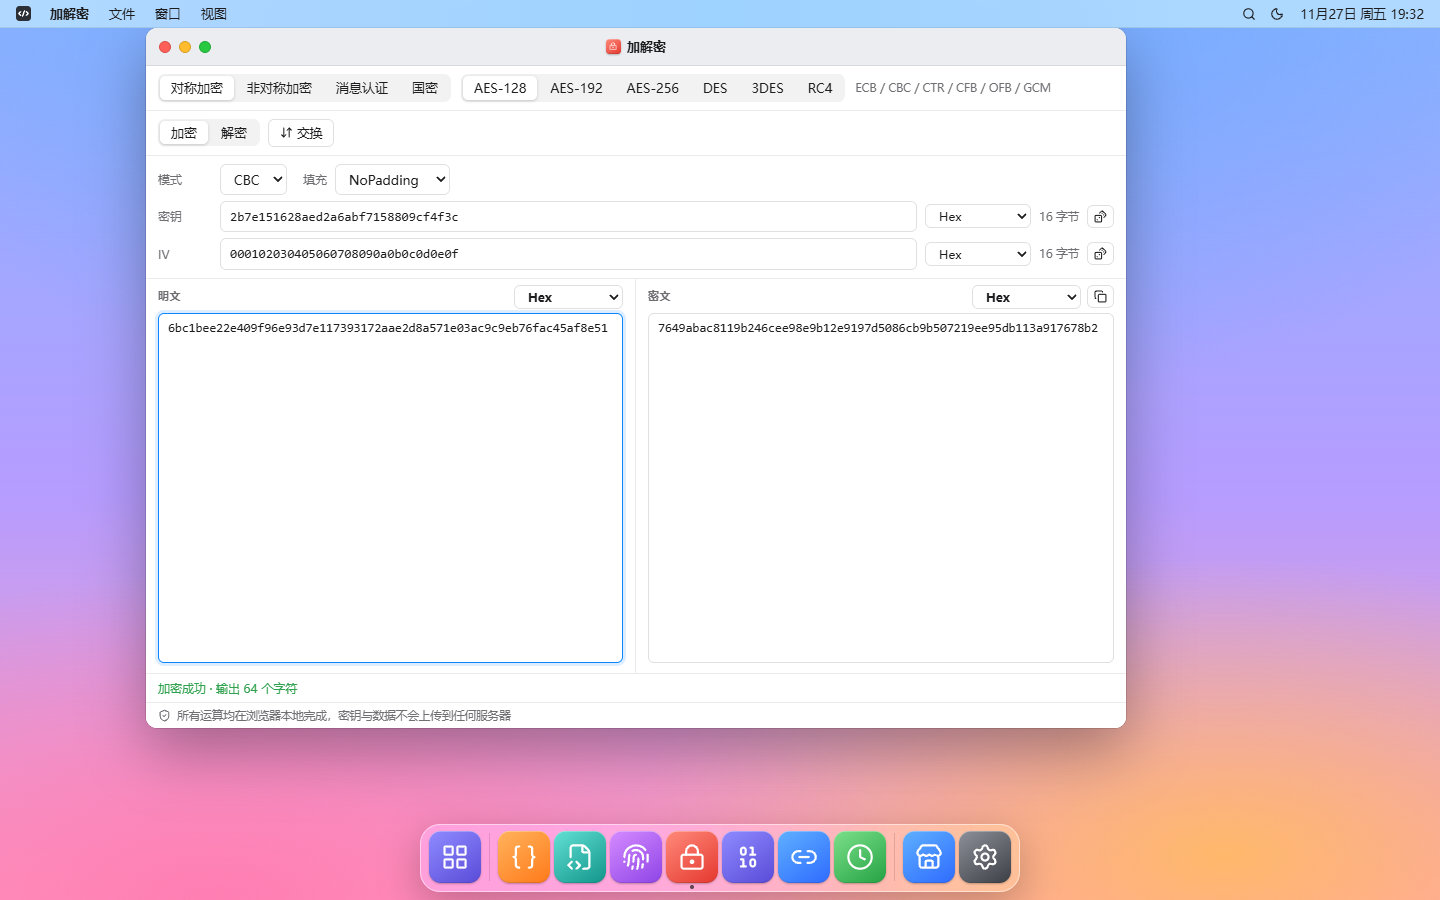 加解密 文件 窗口 视图 11月27日 周五 19:32
加解密
对称加密 非对称加密 消息认证 国密 AES-128 AES-192 AES-256 DES 3DES RC4 ECB / CBC / CTR / CFB / OFB / GCM
加密 解密 交换
模式 CBC 填充 NoPadding
密钥 2b7e151628aed2a6abf7158809cf4f3c Hex 16 字节
IV 000102030405060708090a0b0c0d0e0f Hex 16 字节
明文 Hex 密文 Hex
6bc1bee22e409f96e93d7e117393172aae2d8a571e03ac9c9eb76fac45af8e51 7649abac8119b246cee98e9b12e9197d5086cb9b507219ee95db113a917678b2
加密成功 · 输出 64 个字符
所有运算均在浏览器本地完成，密钥与数据不会上传到任何服务器
01
10